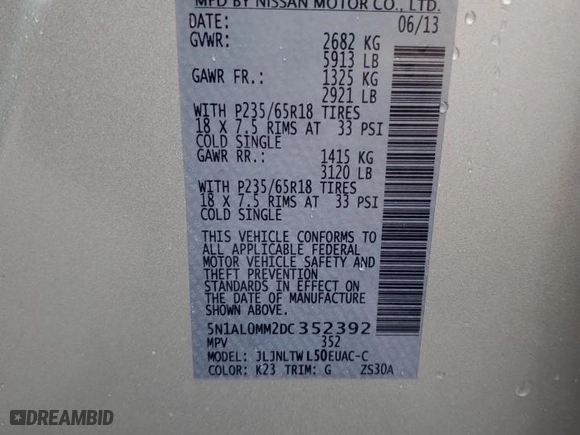 MFD BY NISSAN MOTOR CO., LTD.
DATE: 06/13
GVWR: 2682 KG
5913 LB
GAWR FR.: 1325 KG
2921 LB
WITH P235/65R18 TIRES
18 X 7.5 RIMS AT 33 PSI
COLD SINGLE
GAWR RR.: 1415 KG
3120 LB
WITH P235/65R18 TIRES
18 X 7.5 RIMS AT 33 PSI
COLD SINGLE
THIS VEHICLE CONFORMS TO
ALL APPLICABLE FEDERAL
MOTOR VEHICLE SAFETY AND
THEFT PREVENTION
STANDARDS IN EFFECT ON
THE DATE OF MANUFACTURE
SHOWN ABOVE.
5N1AL0MM2DC352392
MPV 352
MODEL: JLJNLTWL50EUAC-C
COLOR: K23 TRIM: G ZS30A
DREAMBID